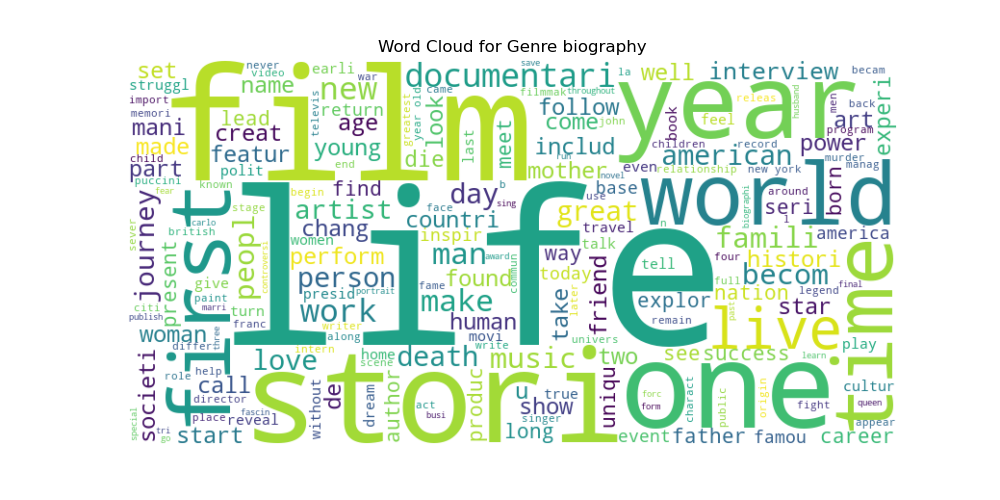 Word Cloud for Genre biography
never
video
earli
save
becam
set
name
film
new
war
televis
documentari
filmmak
throughout
la
well
interview
struggl
import
memori
mani
made
lead
creat
return
age
greatest
year old
came
look
follow
come
john
year
book
feel
releas
husband
men
back
art
program
experi
part
child
featur
polit
young
end
die
last
meet
includ
mother
run
novel
even
american
children
record
relationship
new york
power
murder
manag
puccini
fear
known
begin
find
day
b
sing
use
base
world
biographi
around
l
seri
born
journey
sever
carlo
british
first
stage
peopl
controversi
artist
women
chang
face
countri
inspir
great
travel
talk
america
famili
four
histori
present
give
perform
person
presid
life
man
award
found
way
today
friend
n
tell
full
past
becom
legend
final
citi
publish
paint
marri
turn
franc
work
portrait
fame
make
commun
take
later
explor
remain
nation
star
live
time
woman
differ
three
writer
along
intern
human
movi
write
univers
play
societi
role
help
call
love
home
scene
death
music
two
see
success
learn
director
place
reveal
fascin
without
de
dream
stori
author
act
busi
produc
u
true
show
singer
long
uniqu
one
forc
form
charact
public
origin
fight
cultur
queen
appear
special
tri
go
start
event
father
famou
career